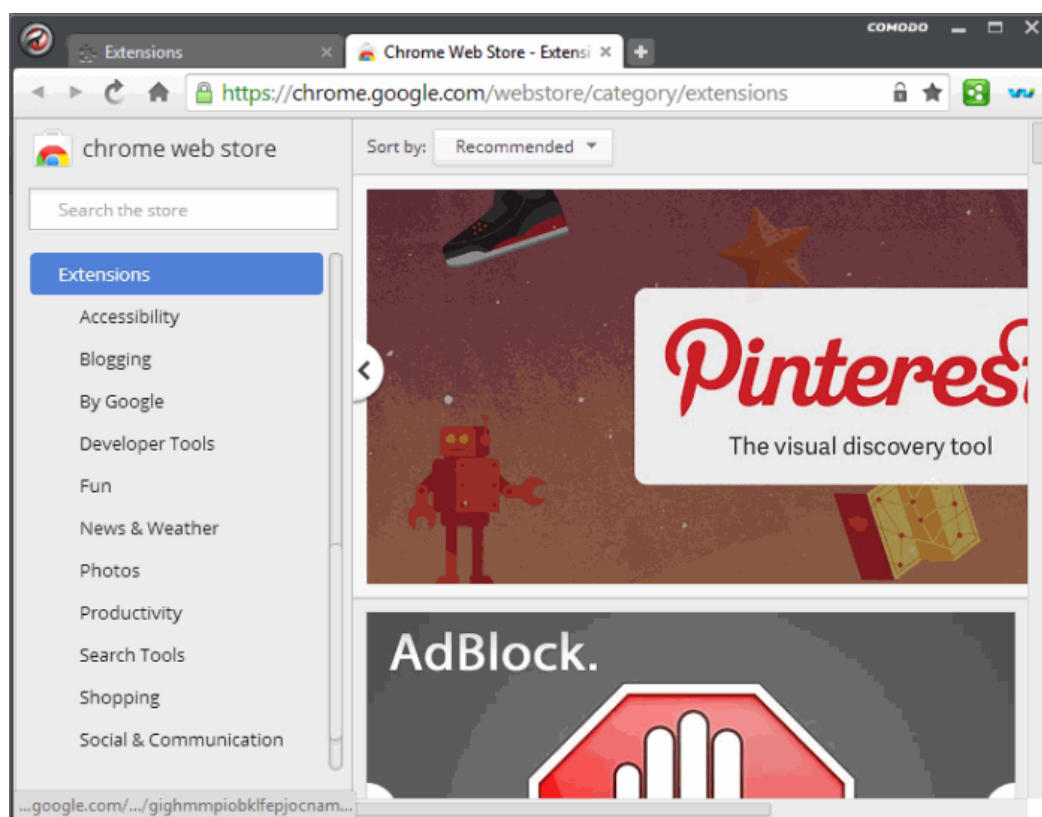 COMODO
Extensions
Chrome Web Store - Extensi
https://chrome.google.com/webstore/category/extensions
chrome web store
Sort by: Recommended
Search the store
Extensions
Accessibility
Blogging
By Google
Developer Tools
Fun
News & Weather
Photos
Productivity
Search Tools
Shopping
Social & Communication
Pinterest
The visual discovery tool
AdBlock.
...google.com/.../gighmmpiobklfepjocnam...